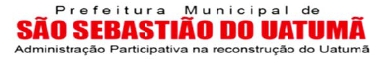 Prefeitura Municipal de
SÃO SEBASTIÃO DO UATUMÃ
Administração Participativa na reconstrução do Uatumã